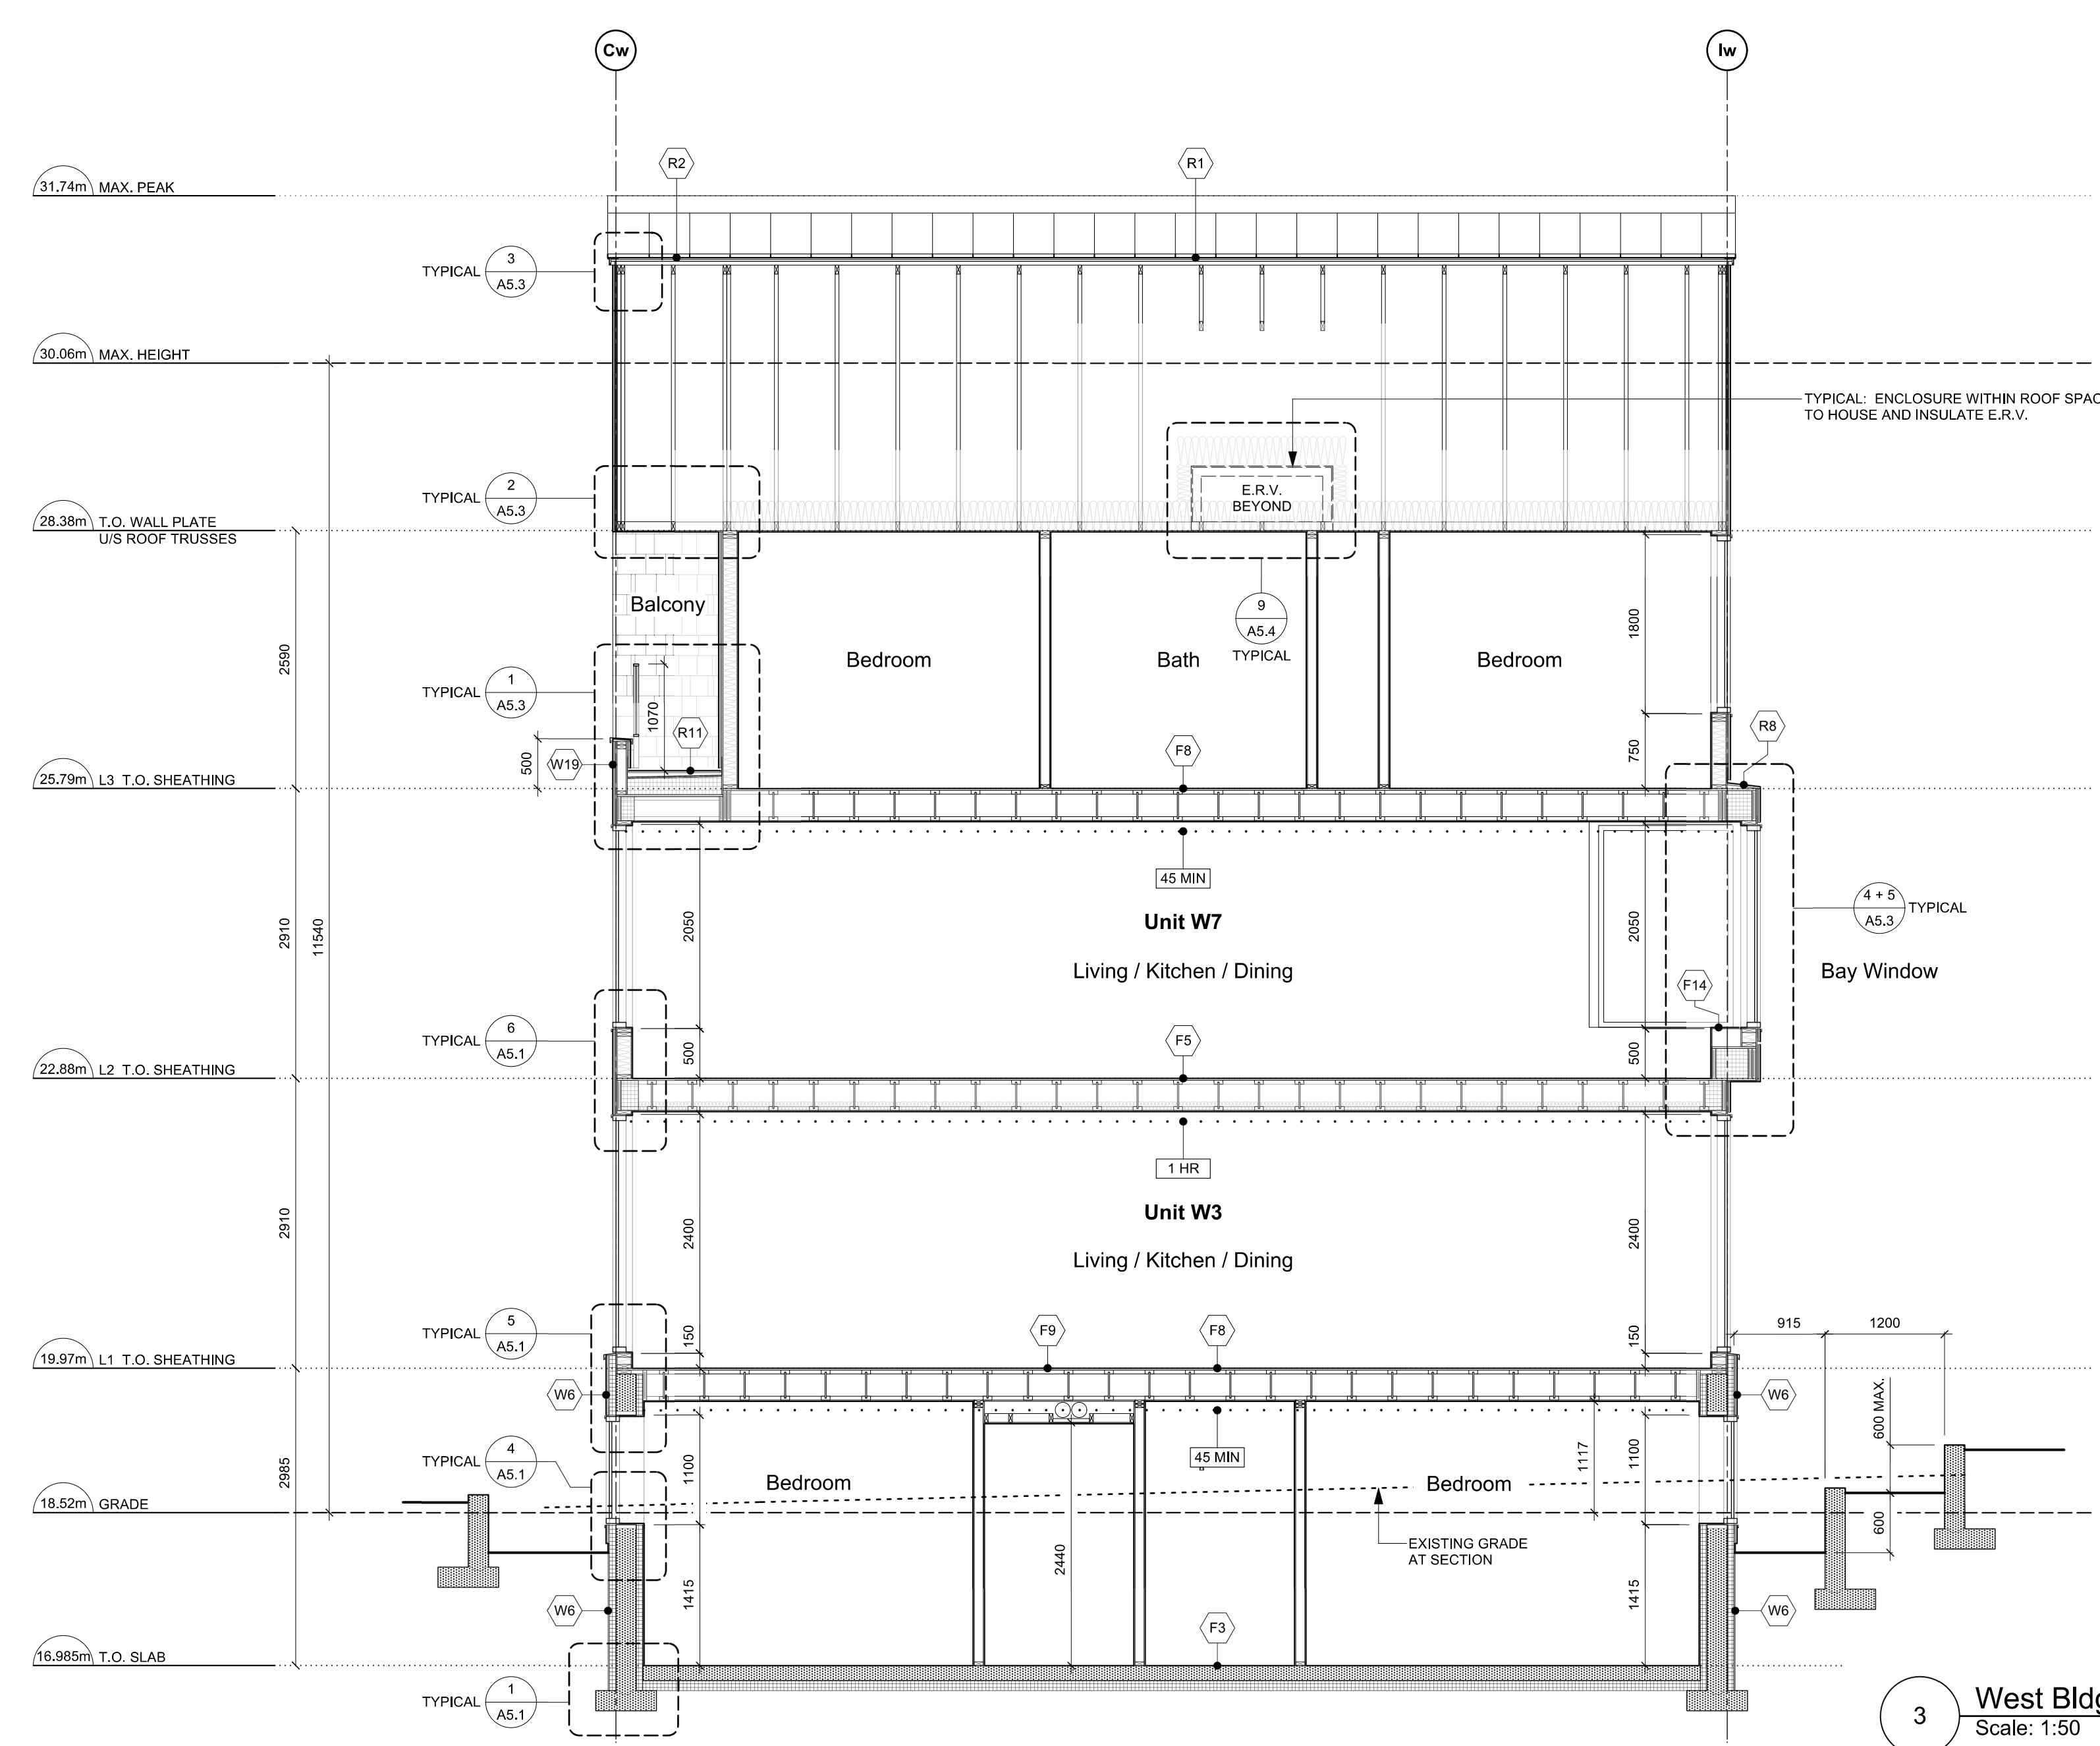 Cw
Iw
R2
R1
31.74m MAX. PEAK
TYPICAL 3
A5.3
30.06m MAX. HEIGHT
TYPICAL: ENCLOSURE WITHIN ROOF SPAC
TO HOUSE AND INSULATE E.R.V.
TYPICAL 2
A5.3
E.R.V.
BEYOND
28.38m T.O. WALL PLATE
U/S ROOF TRUSSES
Balcony
9
A5.4
TYPICAL
1800
2590
Bedroom
Bath
Bedroom
TYPICAL 1
A5.3
1070
R11
R8
F8
500
W19
750
25.79m L3 T.O. SHEATHING
45 MIN
4 + 5
A5.3
TYPICAL
Unit W7
2910
11540
2050
2050
Living / Kitchen / Dining
Bay Window
F14
TYPICAL 6
A5.1
F5
500
500
22.88m L2 T.O. SHEATHING
1 HR
Unit W3
2910
2400
2400
Living / Kitchen / Dining
TYPICAL 5
A5.1
F9
F8
150
150
915
1200
19.97m L1 T.O. SHEATHING
W6
W6
600 MAX.
TYPICAL 4
A5.1
45 MIN
2985
1100
1117
1100
Bedroom
Bedroom
18.52m GRADE
600
EXISTING GRADE
AT SECTION
2440
1415
1415
W6
W6
F3
16.985m T.O. SLAB
TYPICAL 1
A5.1
3
West Bldg
Scale: 1:50